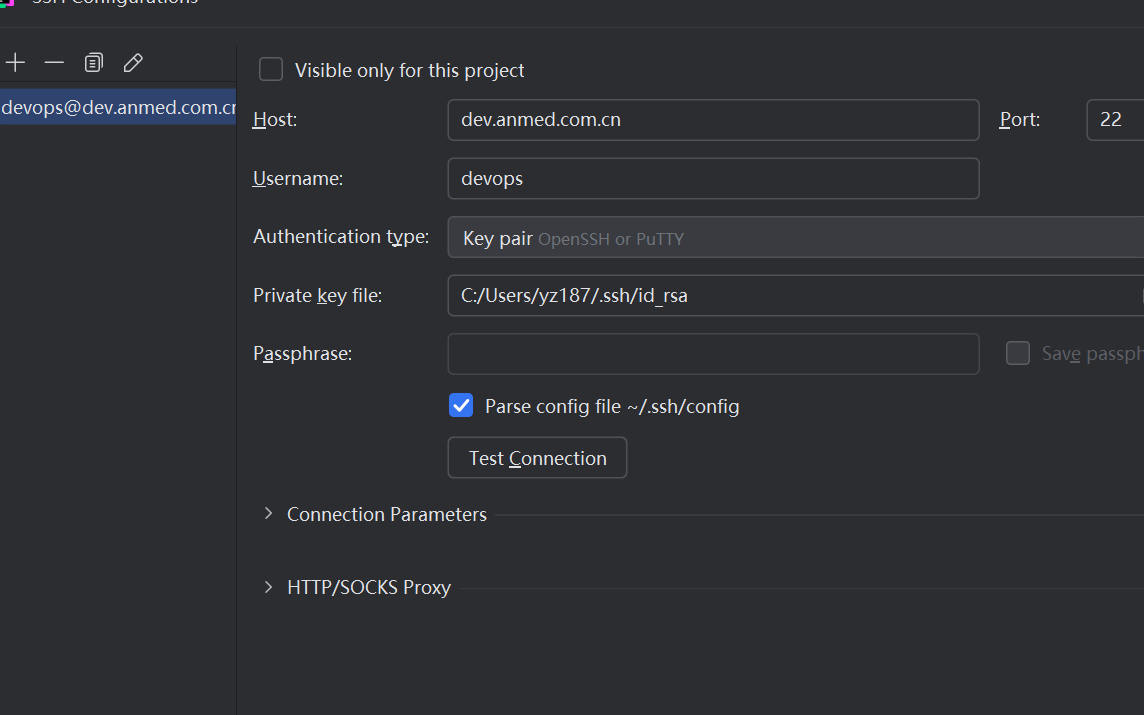 SSH Configurations
Visible only for this project
devops@dev.anmed.com.cn
Host: dev.anmed.com.cn Port: 22
Username: devops
Authentication type: Key pair OpenSSH or PuTTY
Private key file: C:/Users/yz187/.ssh/id_rsa
Passphrase: Save
Parse config file ~/.ssh/config
Test Connection
Connection Parameters
HTTP/SOCKS Proxy